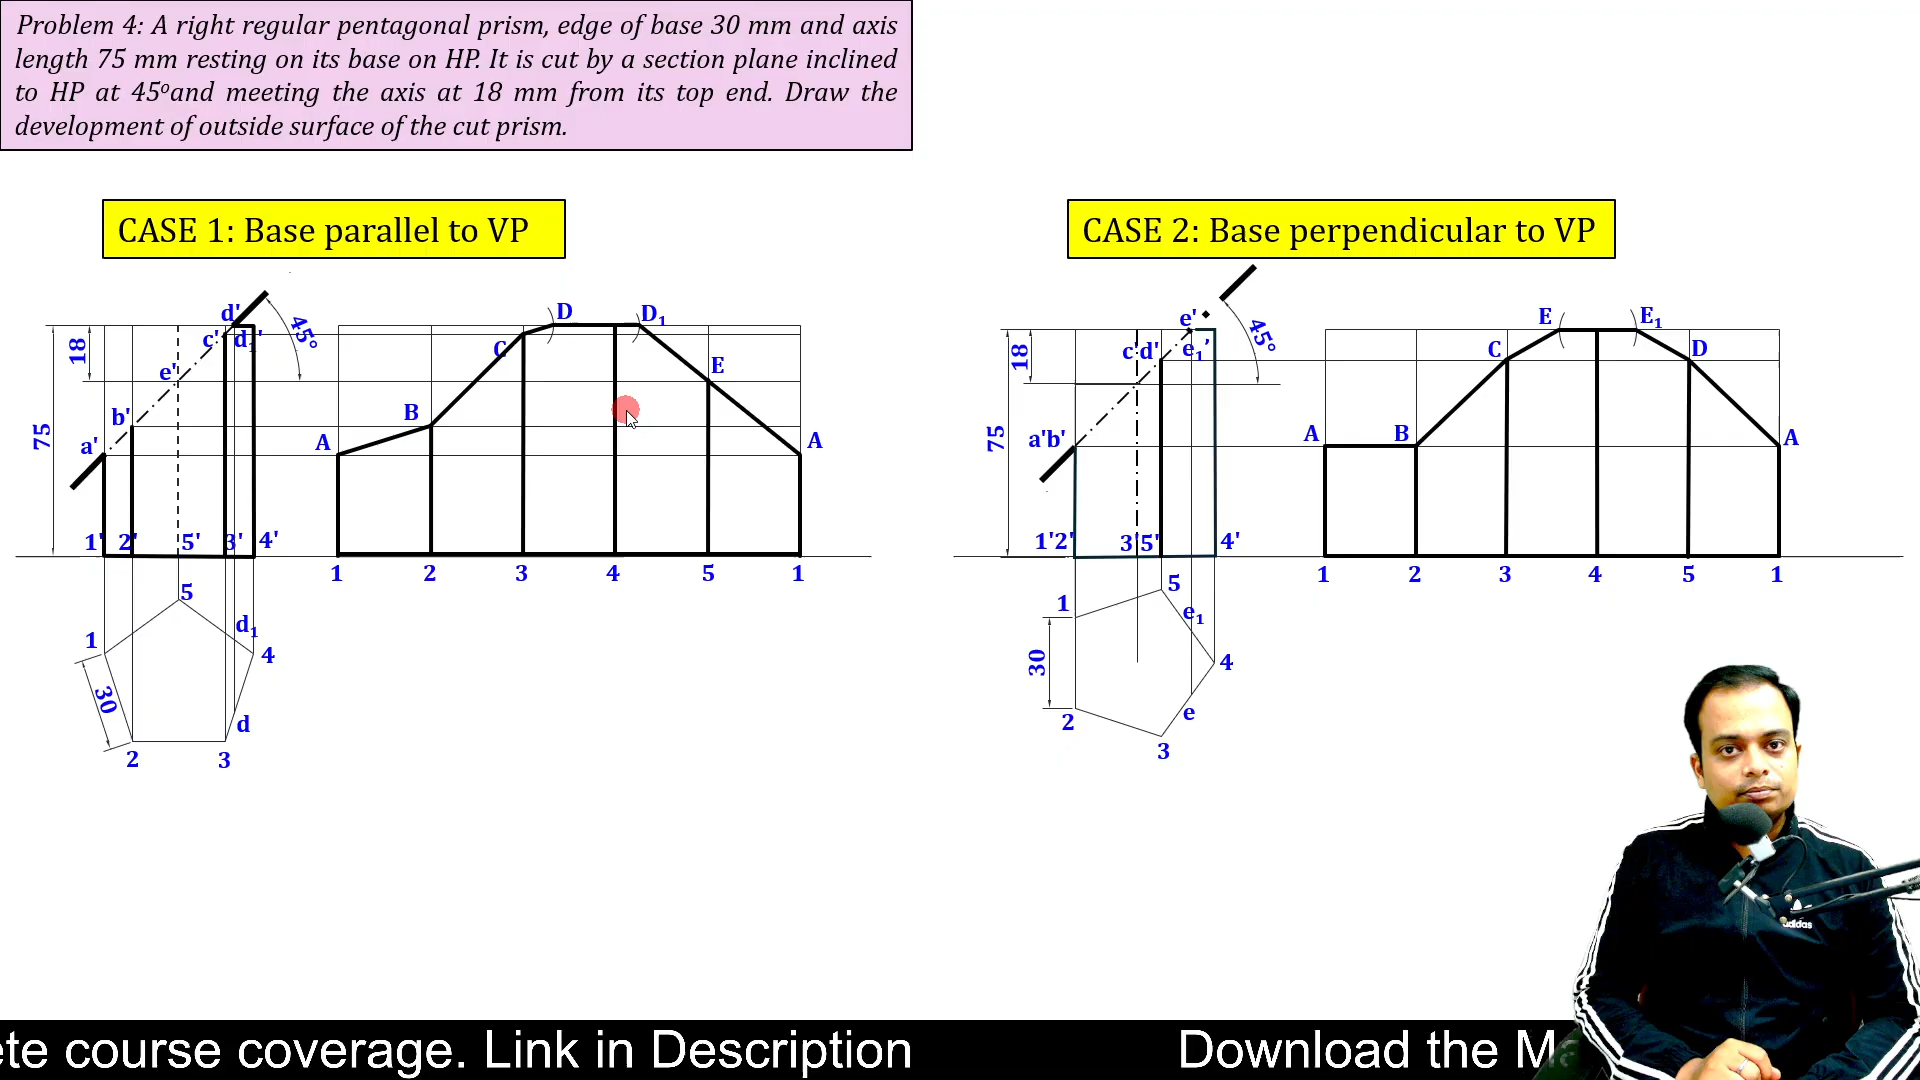 Problem 4: A right regular pentagonal prism, edge of base 30 mm and axis
length 75 mm resting on its base on HP. It is cut by a section plane inclined
to HP at 45oand meeting the axis at 18 mm from its top end. Draw the
development of outside surface of the cut prism.
CASE 1: Base parallel to VP
d'
45°
c' d1'
18
e'
b'
75
a'
1' 2' 5' 3' 4'
5
1
d1
4
30
d
2 3
D D1
C E
B
A A
1 2 3 4 5 1
CASE 2: Base perpendicular to VP
e'
45°
c'd' e1'
18
75
a'b'
1'2' 3'5' 4'
5
1
e1
30
4
e
2
3
E E1
C D
A B A
1 2 3 4 5 1
adidas
ete course coverage. Link in Description Download the Ma